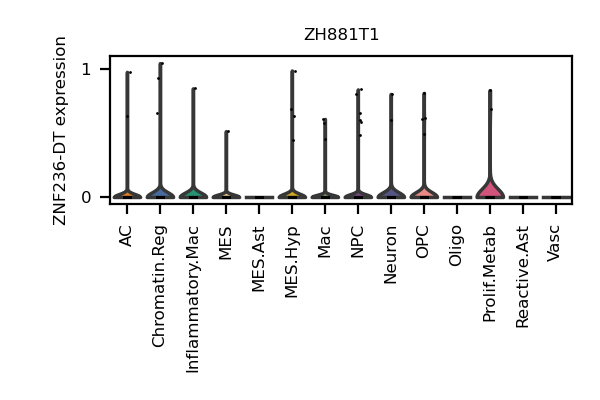 ZH881T1
ZNF236-DT expression
1
0
AC
Chromatin.Reg
Inflammatory.Mac
MES
MES.Ast
MES.Hyp
Mac
NPC
Neuron
OPC
Oligo
Prolif.Metab
Reactive.Ast
Vasc